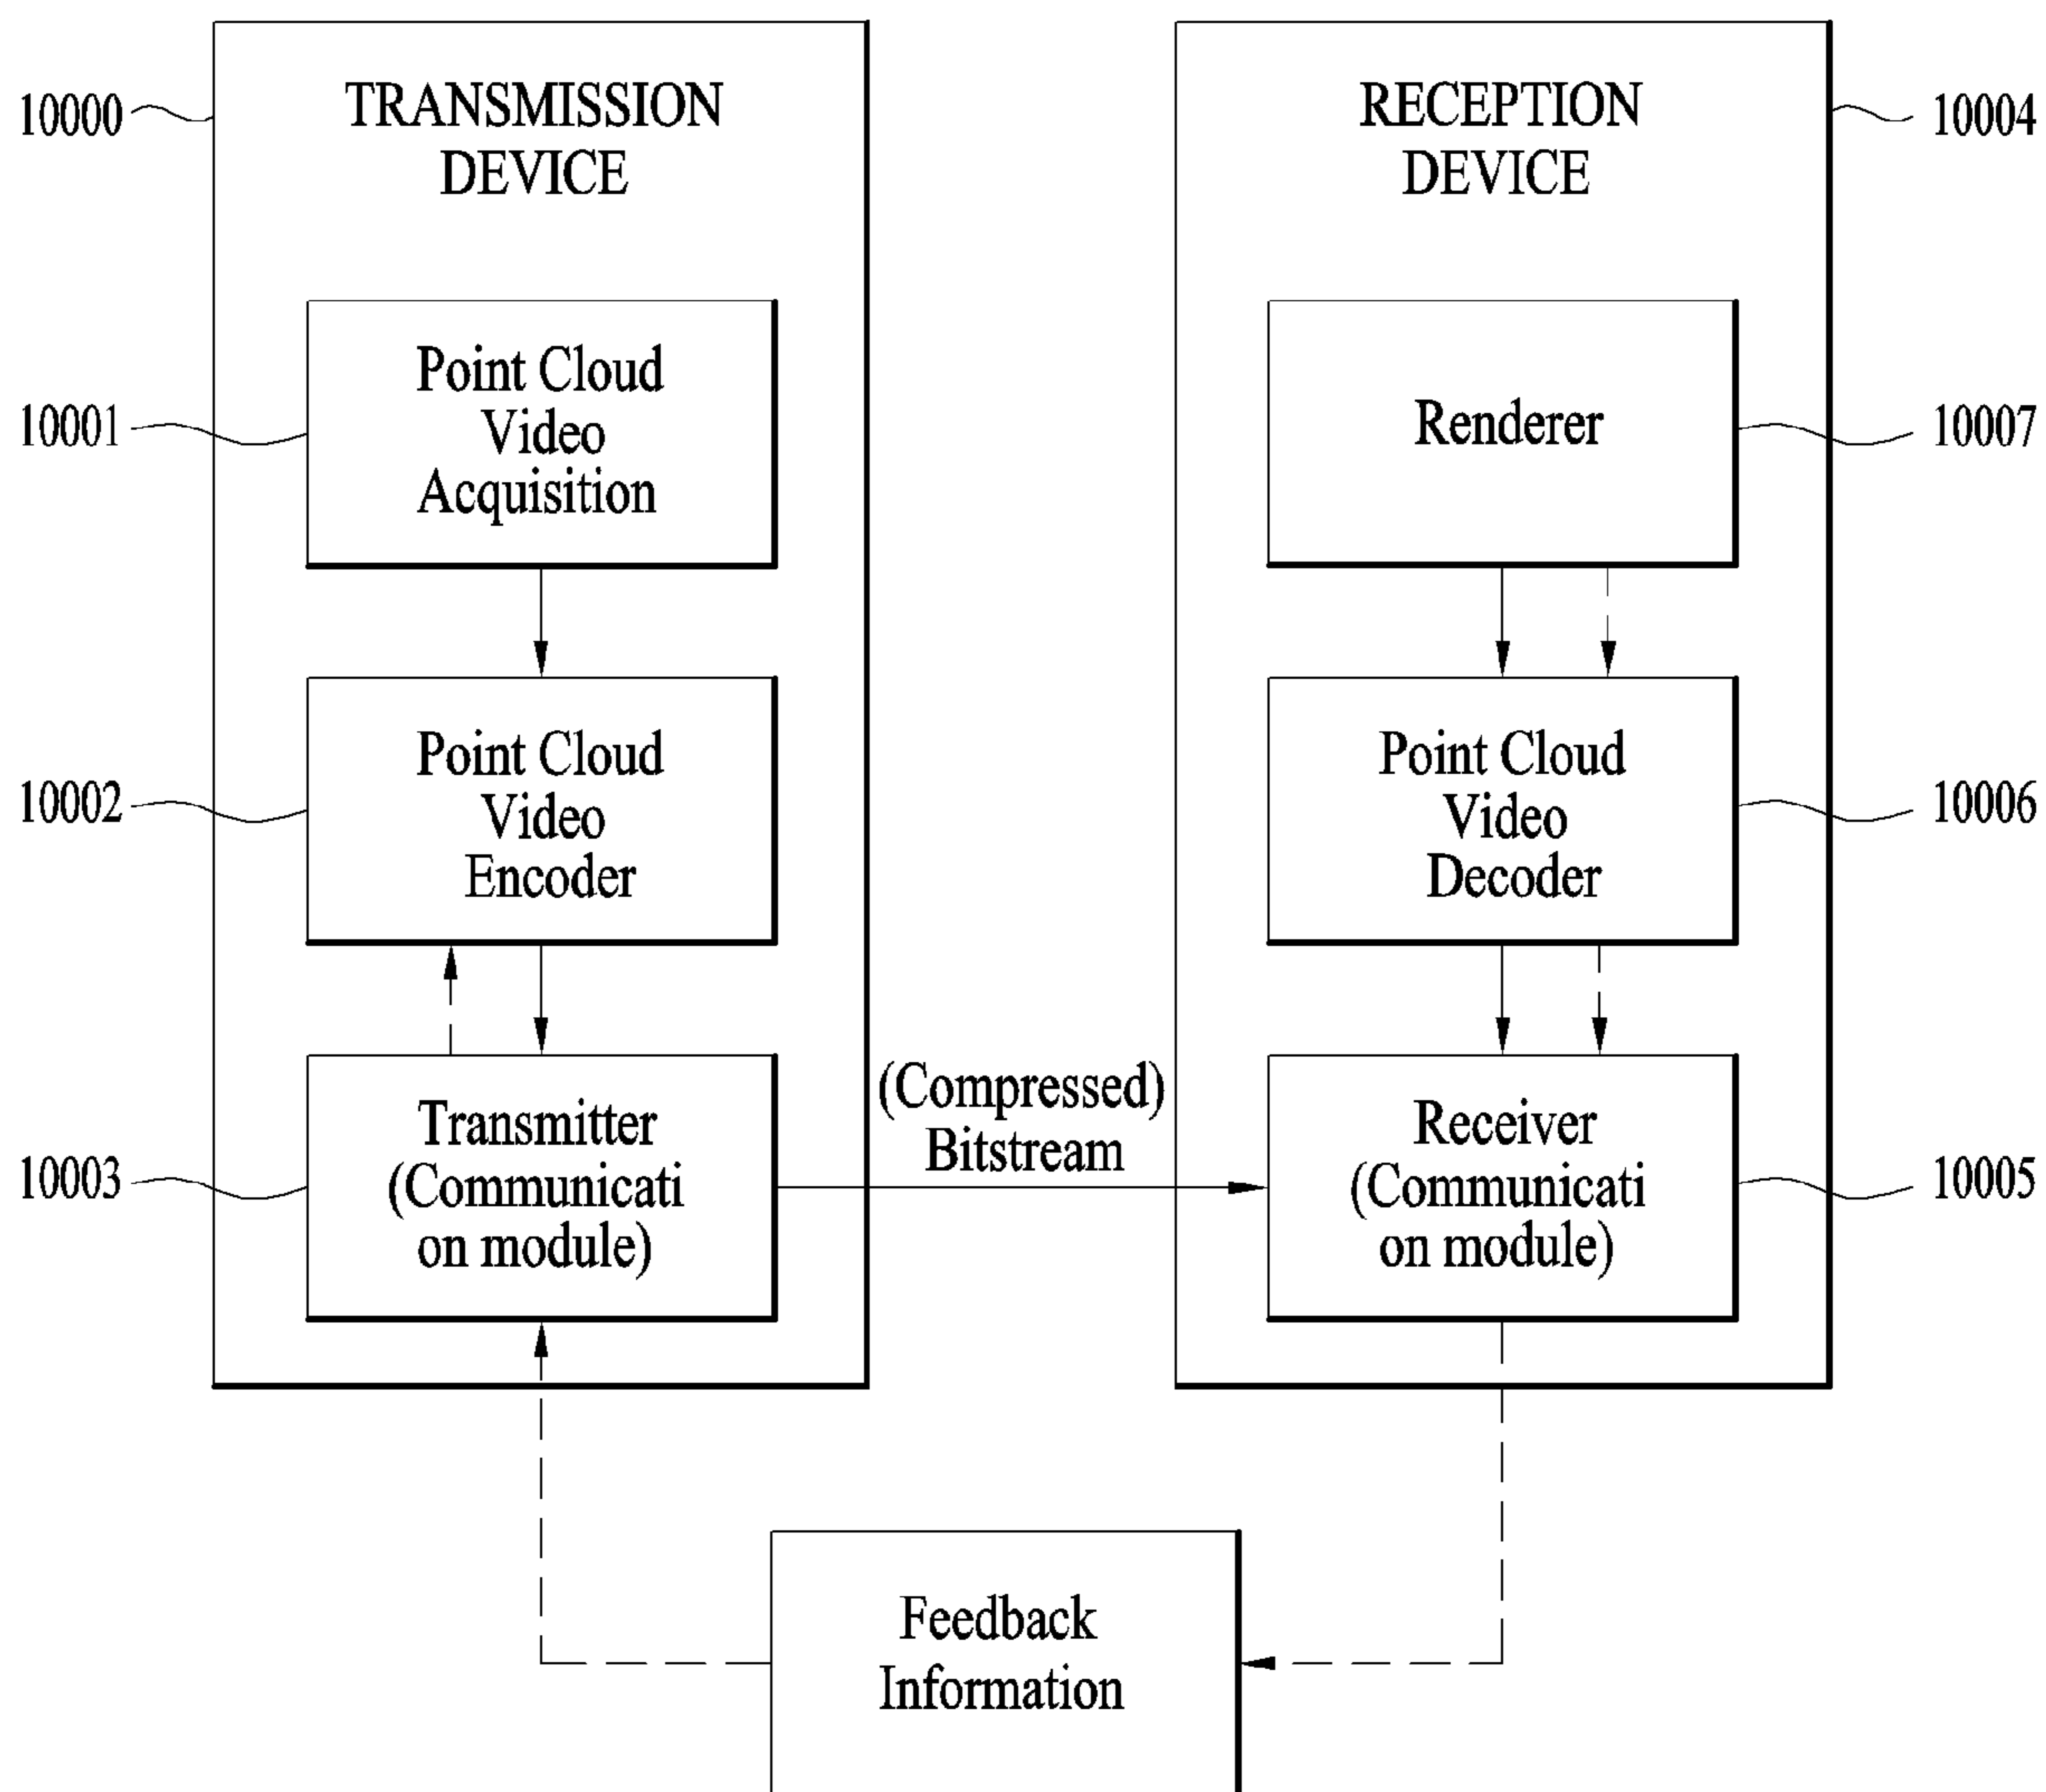 10000
TRANSMISSION
DEVICE
10001
Point Cloud
Video
Acquisition
10002
Point Cloud
Video
Encoder
10003
Transmitter
(Communicati
on module)
(Compressed)
Bitstream
RECEPTION
DEVICE
10004
Renderer
10007
Point Cloud
Video
Decoder
10006
Receiver
(Communicati
on module)
10005
Feedback
Information